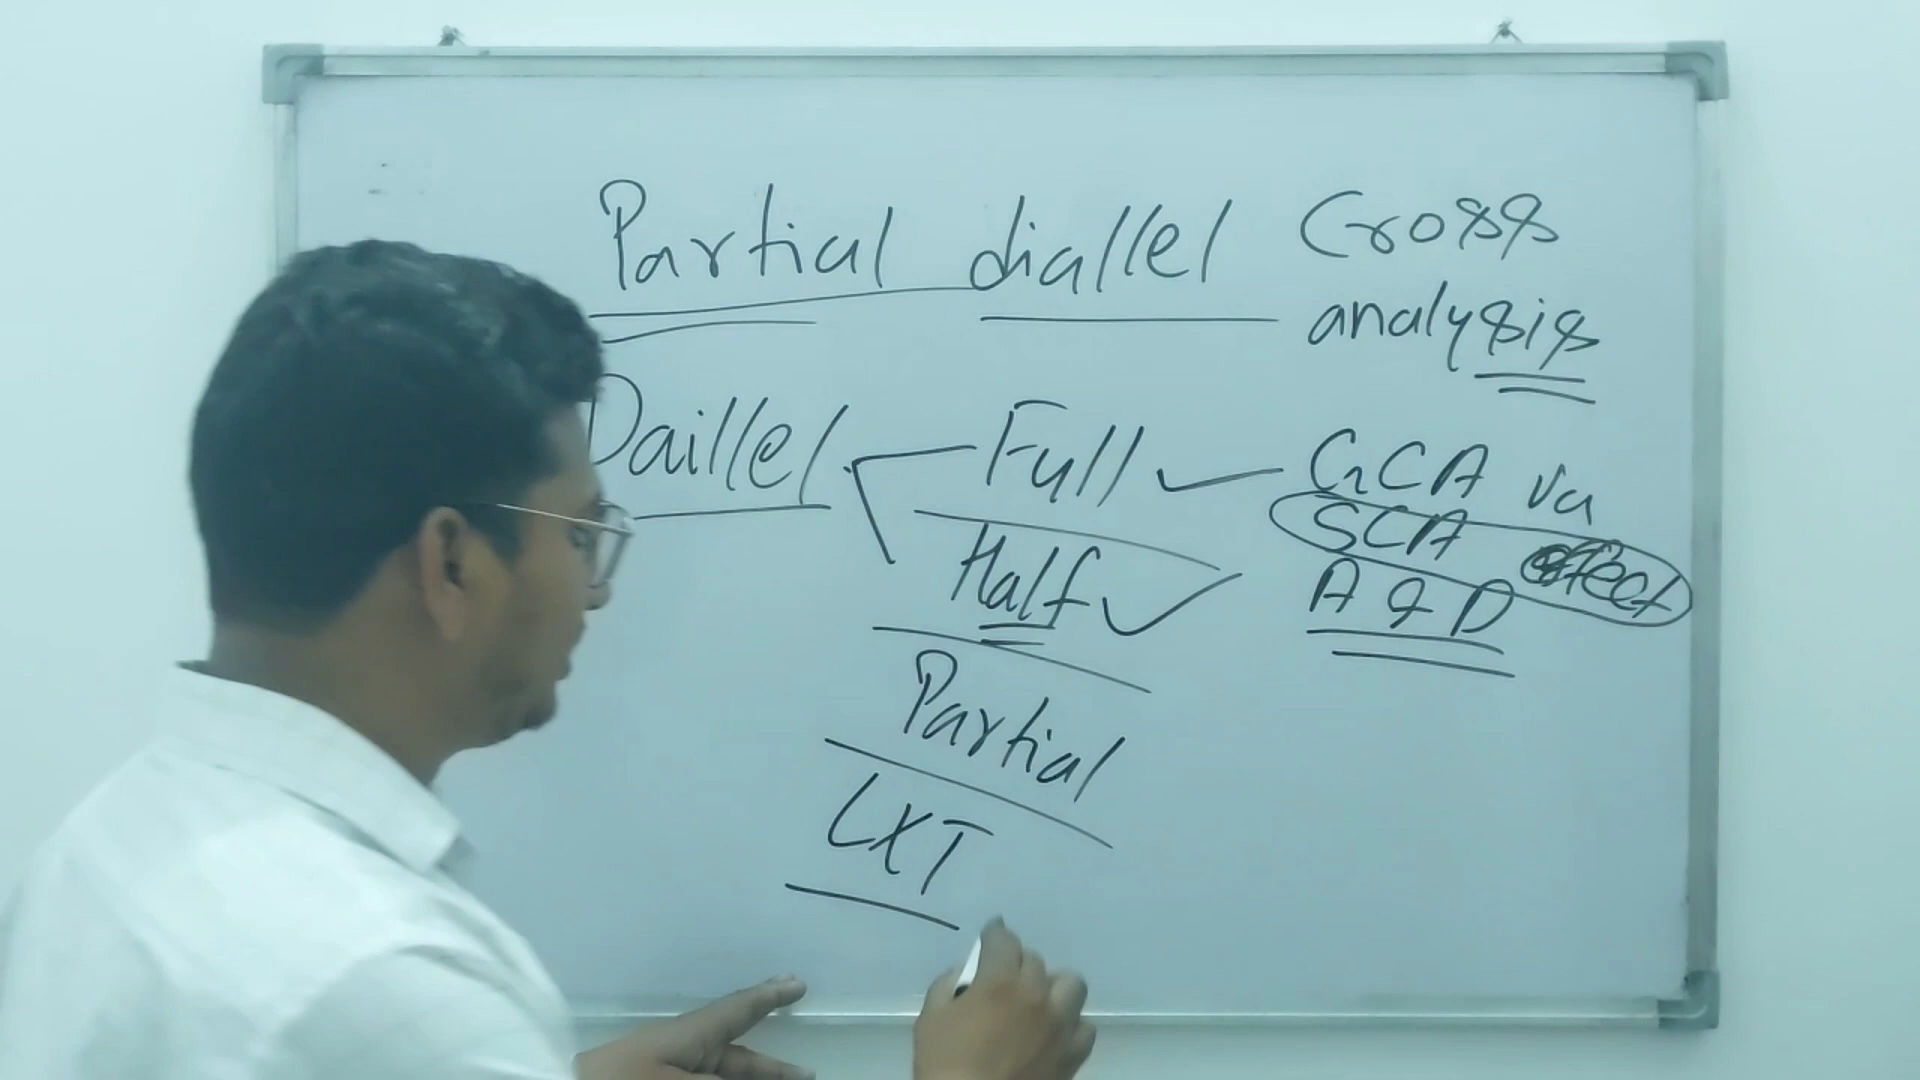 Partial diallel Cross
analysis
Daillel Full GCA va
Half SCA effect
A & D
Partial
LXT